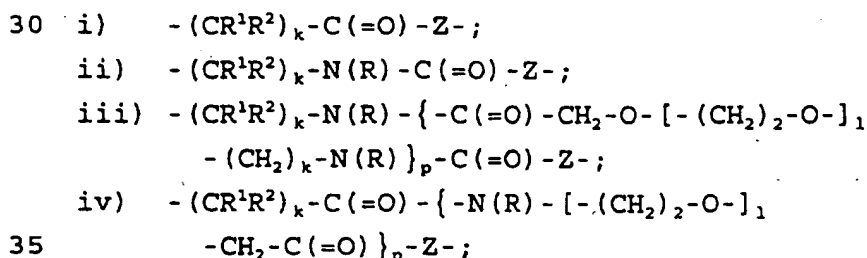 30 i) -(CR¹R²)ₖ-C(=O)-Z-;
ii) -(CR¹R²)ₖ-N(R)-C(=O)-Z-;
iii) -(CR¹R²)ₖ-N(R)-{-C(=O)-CH₂-O-[-(CH₂)₂-O-]₁
-(CH₂)ₖ-N(R)}ₚ-C(=O)-Z-;
iv) -(CR¹R²)ₖ-C(=O)-{-N(R)-[-(CH₂)₂-O-]₁
35 -CH₂-C(=O)}ₚ-Z-;